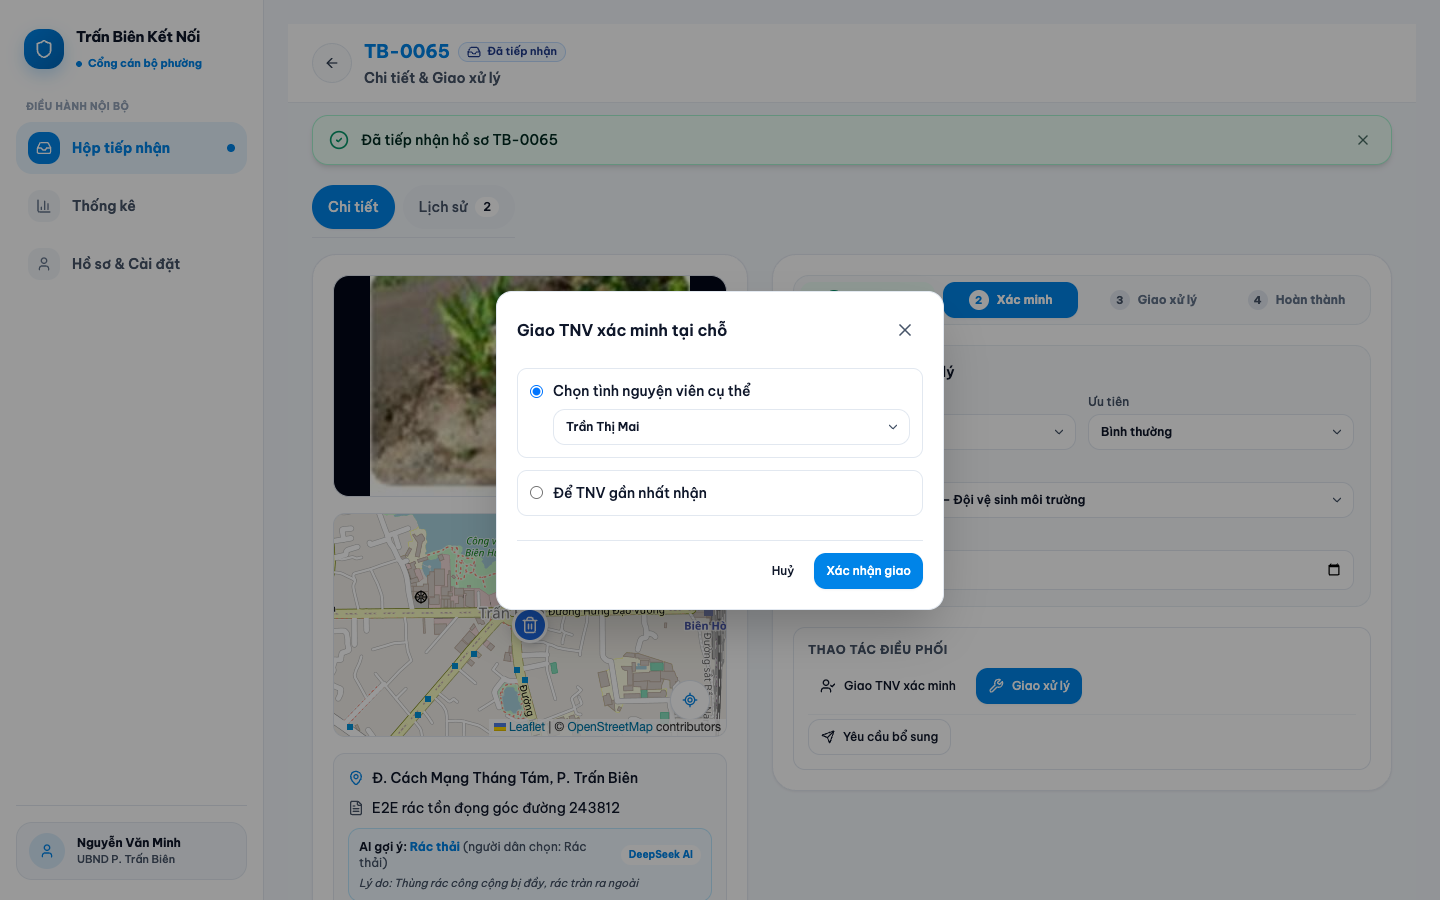 Trấn Biên Kết Nối
Cổng cán bộ phường
ĐIỀU HÀNH NỘI BỘ
Hộp tiếp nhận
Thống kê
Hồ sơ & Cài đặt
Nguyễn Văn Minh
UBND P. Trấn Biên
TB-0065
Đã tiếp nhận
Chi tiết & Giao xử lý
Đã tiếp nhận hồ sơ TB-0065
Chi tiết
Lịch sử 2
2 Xác minh
3 Giao xử lý
4 Hoàn thành
lý
Ưu tiên
Bình thường
– Đội vệ sinh môi trường
Giao TNV xác minh tại chỗ
Chọn tình nguyện viên cụ thể
Trần Thị Mai
Để TNV gần nhất nhận
Huỷ
Xác nhận giao
THAO TÁC ĐIỀU PHỐI
Giao TNV xác minh
Giao xử lý
Yêu cầu bổ sung
Công v
Biên H
Trấn
Đường Hưng Đạo Vương
Biên Hò
Đường sắt
Đường
Leaflet | © OpenStreetMap contributors
Đ. Cách Mạng Tháng Tám, P. Trấn Biên
E2E rác tồn đọng góc đường 243812
AI gợi ý: Rác thải (người dân chọn: Rác
thải)
DeepSeek AI
Lý do: Thùng rác công cộng bị đầy, rác tràn ra ngoài